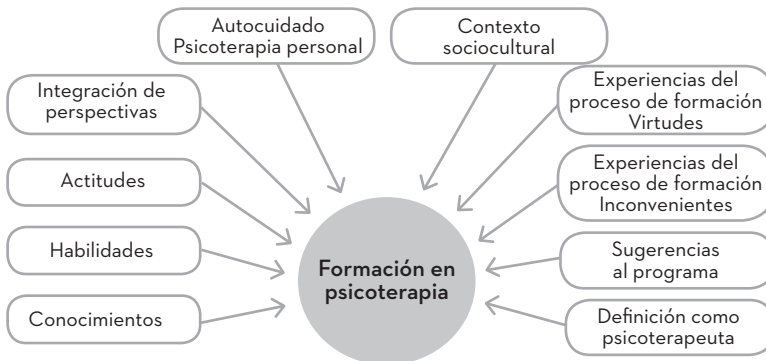 Autocuidado
Psicoterapia personal
Contexto
sociocultural
Integración de
perspectivas
Experiencias del
proceso de formación
Virtudes
Actitudes
Experiencias del
proceso de formación
Inconvenientes
Habilidades
Sugerencias
al programa
Conocimientos
Definición como
psicoterapeuta
Formación en
psicoterapia